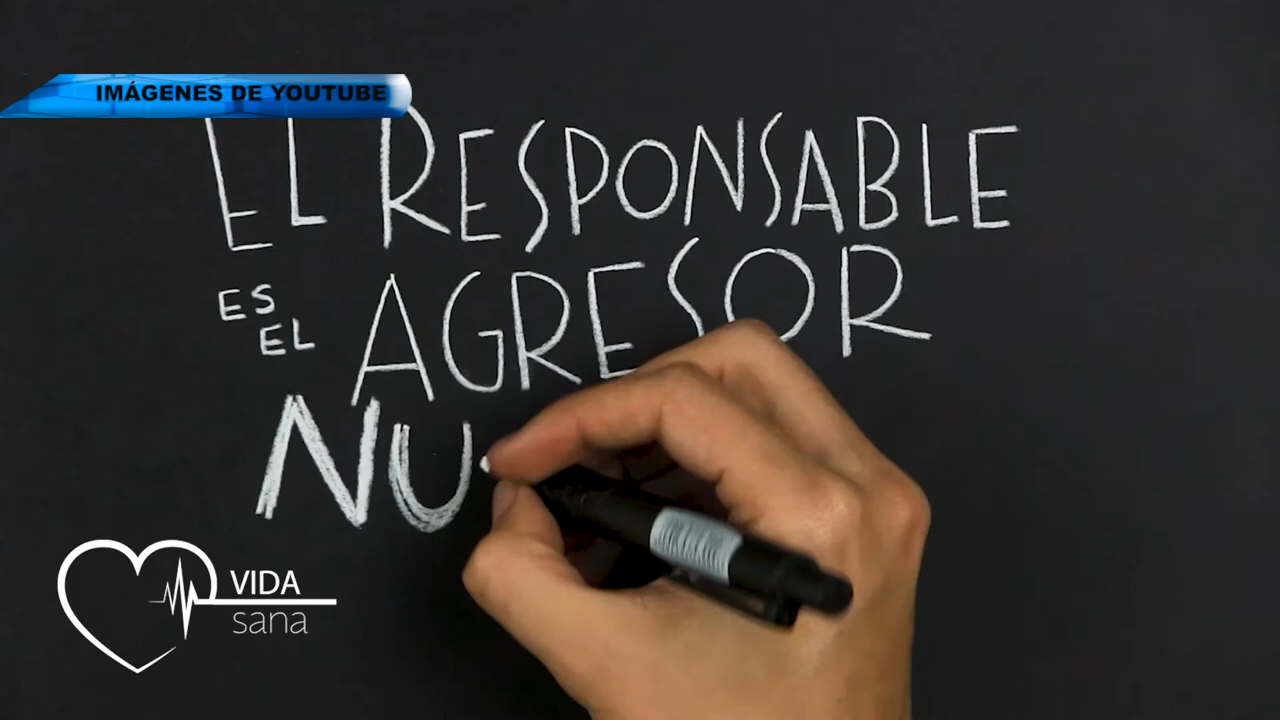 IMÁGENES DE YOUTUBE
EL RESPONSABLE
ES
EL AGRESOR
NU
VIDA
sana